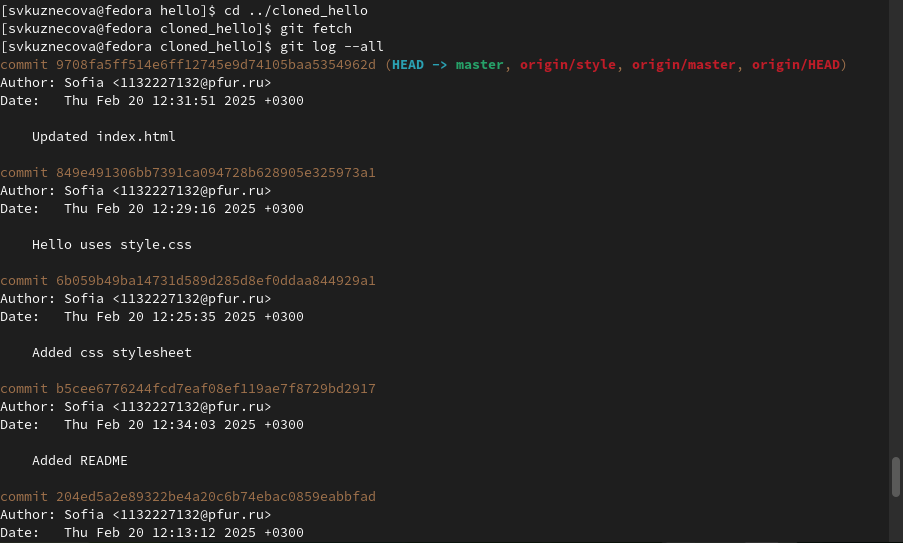 [svkuznecova@fedora hello]$ cd ../cloned_hello
[svkuznecova@fedora cloned_hello]$ git fetch
[svkuznecova@fedora cloned_hello]$ git log --all
commit 9708fa5ff514e6ff12745e9d74105baa5354962d (HEAD -> master, origin/style, origin/master, origin/HEAD)
Author: Sofia <1132227132@pfur.ru>
Date:   Thu Feb 20 12:31:51 2025 +0300
    Updated index.html
commit 849e491306bb7391ca094728b628905e325973a1
Author: Sofia <1132227132@pfur.ru>
Date:   Thu Feb 20 12:29:16 2025 +0300
    Hello uses style.css
commit 6b059b49ba14731d589d285d8ef0ddaa844929a1
Author: Sofia <1132227132@pfur.ru>
Date:   Thu Feb 20 12:25:35 2025 +0300
    Added css stylesheet
commit b5cee6776244fcd7eaf08ef119ae7f8729bd2917
Author: Sofia <1132227132@pfur.ru>
Date:   Thu Feb 20 12:34:03 2025 +0300
    Added README
commit 204ed5a2e89322be4a20c6b74ebac0859eabbfad
Author: Sofia <1132227132@pfur.ru>
Date:   Thu Feb 20 12:13:12 2025 +0300